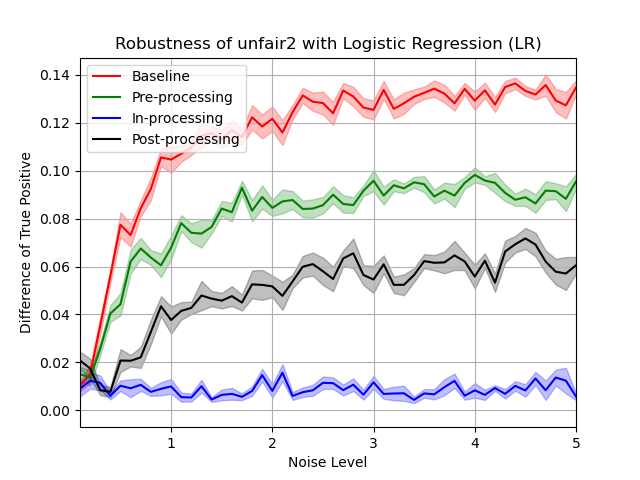 Robustness of unfair2 with Logistic Regression (LR)
Baseline
Pre-processing
In-processing
Post-processing
Difference of True Positive
0.14
0.12
0.10
0.08
0.06
0.04
0.02
0.00
1 2 3 4 5
Noise Level